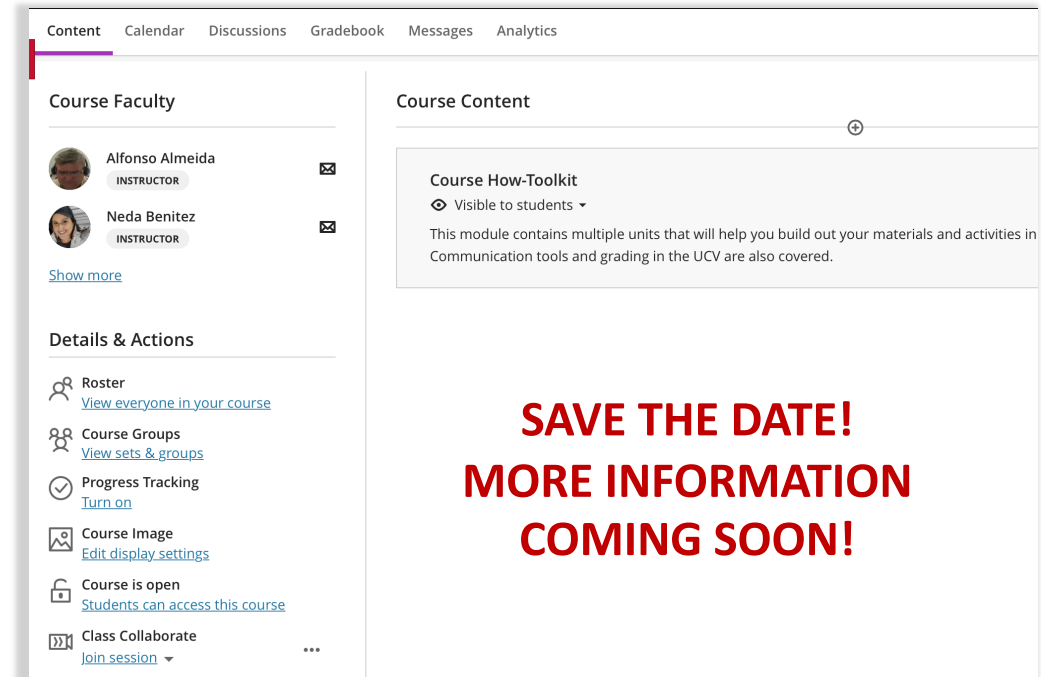 Content Calendar Discussions Gradebook Messages Analytics
Course Faculty
Alfonso Almeida
INSTRUCTOR
Neda Benitez
INSTRUCTOR
Show more
Details & Actions
Roster
View everyone in your course
Course Groups
View sets & groups
Progress Tracking
Turn on
Course Image
Edit display settings
Course is open
Students can access this course
Class Collaborate
Join session
Course Content
Course How-Toolkit
Visible to students
This module contains multiple units that will help you build out your materials and activities in
Communication tools and grading in the UCV are also covered.
SAVE THE DATE!
MORE INFORMATION
COMING SOON!